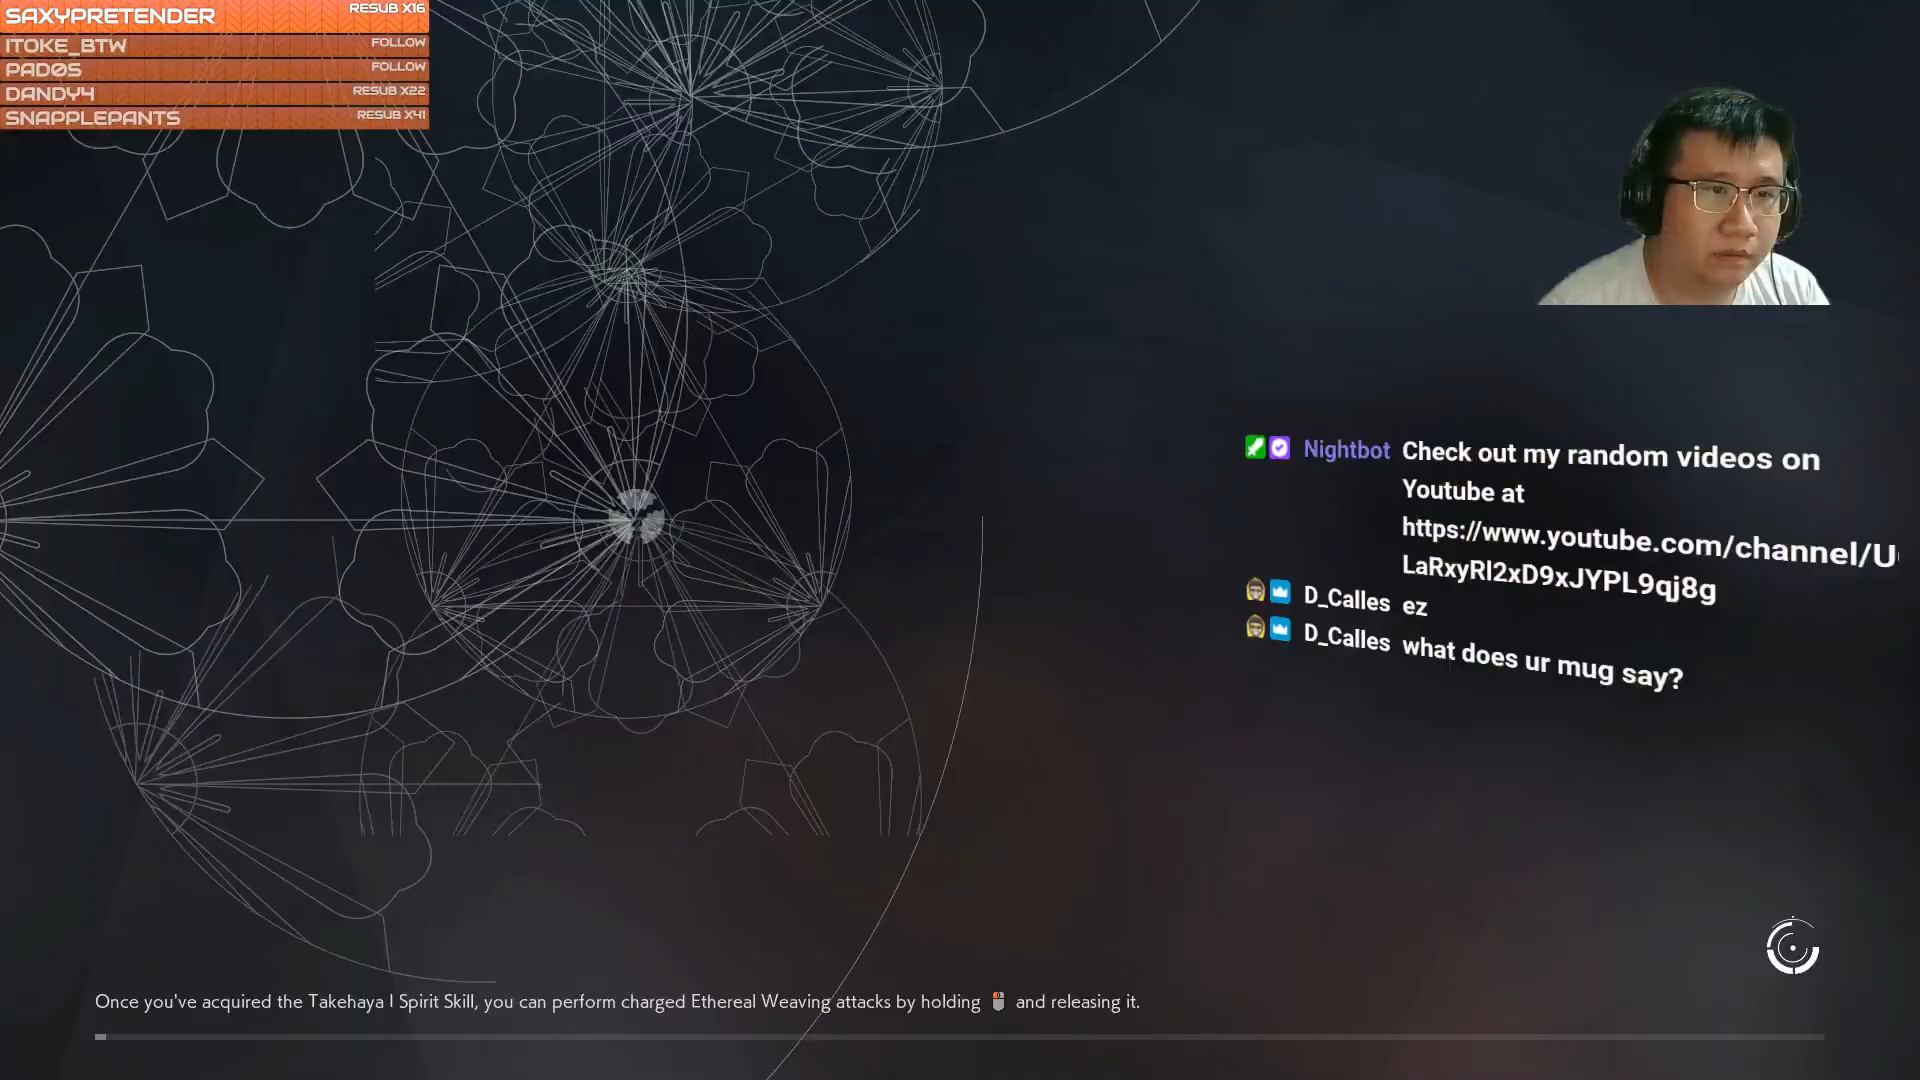 SAXYPRETENDER RESUB X16
ITOKE_BTW FOLLOW
PAD0S FOLLOW
DANDY4 RESUB X22
SNAPPLEPANTS RESUB X41
Nightbot Check out my random videos on
Youtube at
https://www.youtube.com/channel/U
LaRxyRl2xD9xJYPL9qj8g
D_Calles ez
D_Calles what does ur mug say?
Once you've acquired the Takehaya I Spirit Skill, you can perform charged Ethereal Weaving attacks by holding and releasing it.